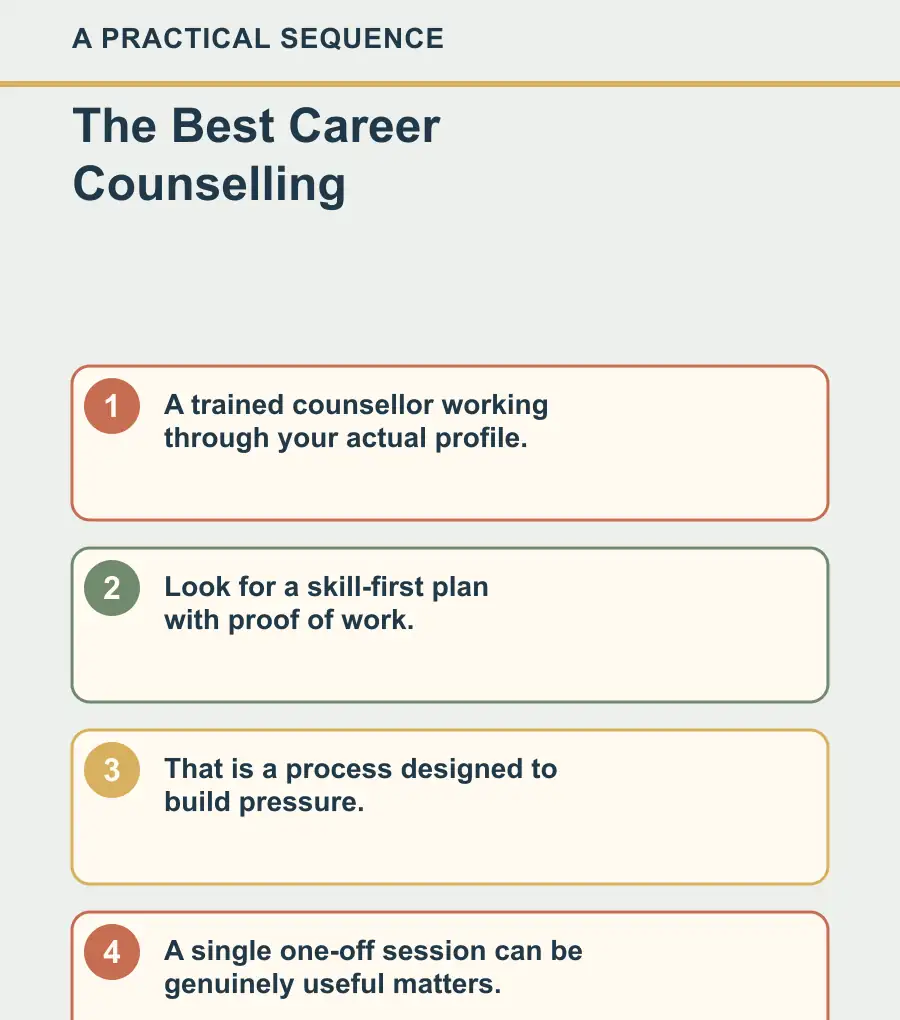 A PRACTICAL SEQUENCE
The Best Career
Counselling
1
A trained counsellor working
through your actual profile.
2
Look for a skill-first plan
with proof of work.
3
That is a process designed to
build pressure.
4
A single one-off session can be
genuinely useful matters.